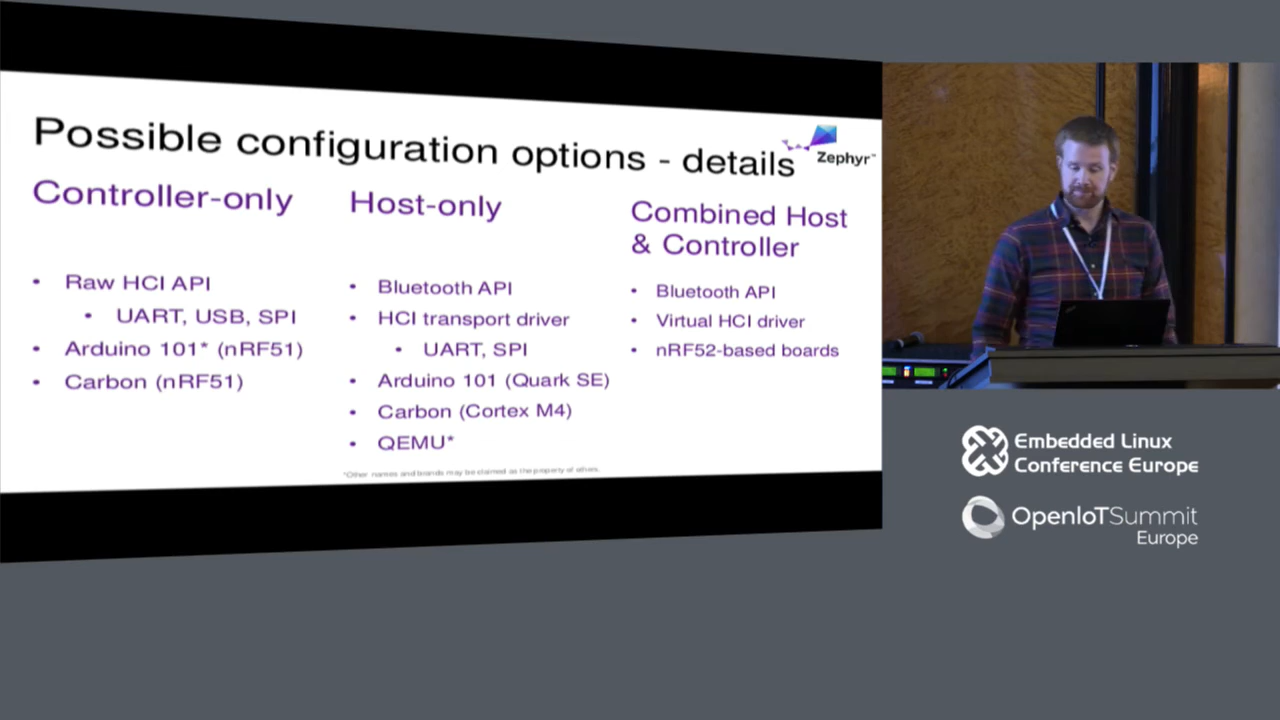 Possible configuration options - details
Zephyr™
Controller-only
• Raw HCI API
• UART, USB, SPI
• Arduino 101* (nRF51)
• Carbon (nRF51)
Host-only
• Bluetooth API
• HCI transport driver
• UART, SPI
• Arduino 101 (Quark SE)
• Carbon (Cortex M4)
• QEMU*
Combined Host
& Controller
• Bluetooth API
• Virtual HCI driver
• nRF52-based boards
*Other names and brands may be claimed as the property of others.
Embedded Linux
Conference Europe
OpenIoTSummit
Europe